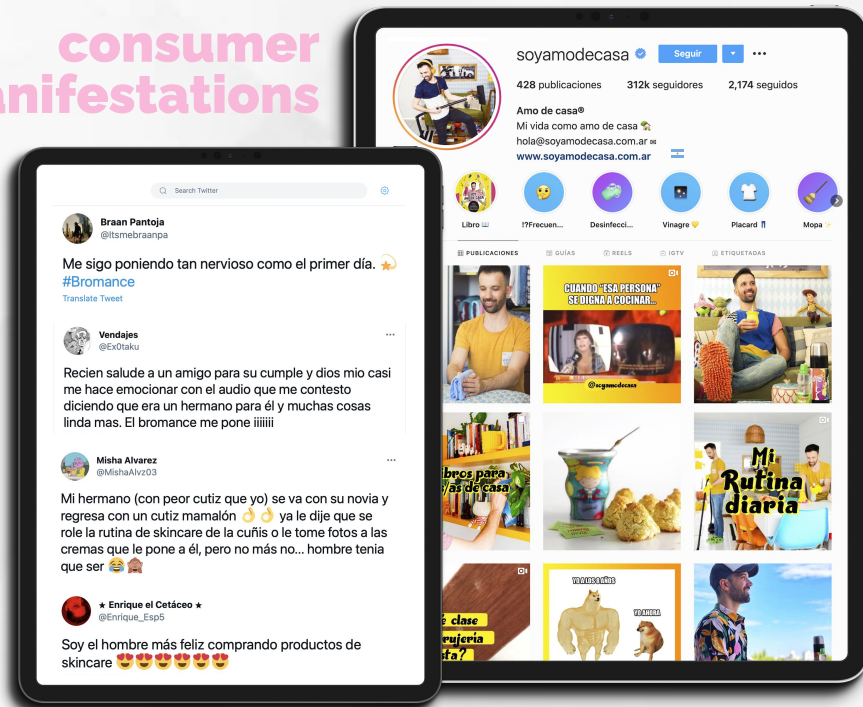 consumer
anifestations
Search Twitter
Braan Pantoja
@Itsmebraanpa
Me sigo poniendo tan nervioso como el primer día. 💫
#Bromance
Translate Tweet
Vendajes
@Ex0taku
Recien salude a un amigo para su cumple y dios mio casi
me hace emocionar con el audio que me contesto
diciendo que era un hermano para él y muchas cosas
linda mas. El bromance me pone iiiiiii
Misha Alvarez
@MishaAlvz03
Mi hermano (con peor cutiz que yo) se va con su novia y
regresa con un cutiz mamalón 👌👌 ya le dije que se
role la rutina de skincare de la cuñis o le tome fotos a las
cremas que le pone a él, pero no más no... hombre tenia
que ser 😂🙈
★ Enrique el Cetáceo ★
@Enrique_Esp5
Soy el hombre más feliz comprando productos de
skincare 😍😍😍😍😍😍
soyamodecasa
Seguir
428 publicaciones 312k seguidores 2,174 seguidos
Amo de casa®
Mi vida como amo de casa 🏡
hola@soyamodecasa.com.ar ✉
www.soyamodecasa.com.ar
Libro 📖 !?Frecuen... Desinfecci... Vinagre 💛 Placard 👖 Mopa ✨
PUBLICACIONES GUÍAS REELS IGTV ETIQUETADAS
CUANDO "ESA PERSONA"
SE DIGNA A COCINAR...
@soyamodecasa
bros para
/as de casa
Mi
Rutina
diaria
clase
rujería
ta?
YO A LOS 8 AÑOS
YO AHORA